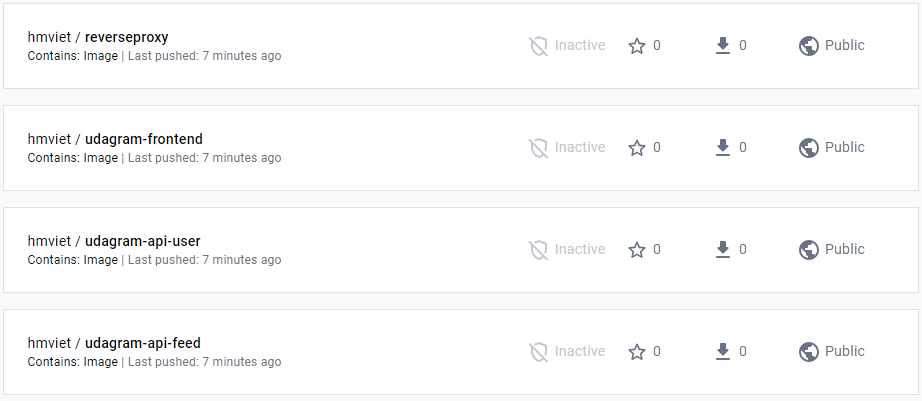 hmviet / reverseproxy
Inactive 0 0 Public
Contains: Image | Last pushed: 7 minutes ago
hmviet / udagram-frontend
Inactive 0 0 Public
Contains: Image | Last pushed: 7 minutes ago
hmviet / udagram-api-user
Inactive 0 0 Public
Contains: Image | Last pushed: 7 minutes ago
hmviet / udagram-api-feed
Inactive 0 0 Public
Contains: Image | Last pushed: 7 minutes ago